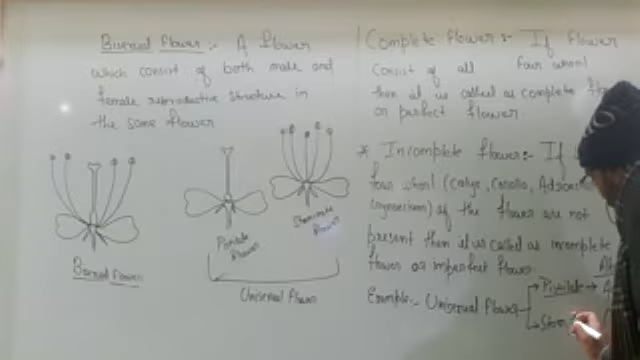 Bisexual Flower :- A flower
which consist of both male and
female reproductive structure in
the same flower
Bisexual flower
Pistilate
flower
Staminate
flower
Unisexual flower
Complete flower :- If flower
consist of all four whorl
then it is called as complete
or perfect flower
* Incomplete flower :- If
four whorl (Calyx, Corolla,
of the flower are not
present then it is called as incomplete
flower or imperfect flower
Example :- Unisexual flower
Pistilate → A
Stam